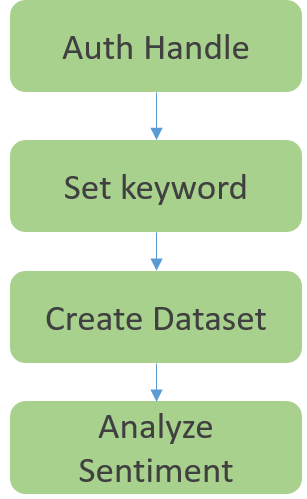 Auth Handle
Set keyword
Create Dataset
Analyze
Sentiment